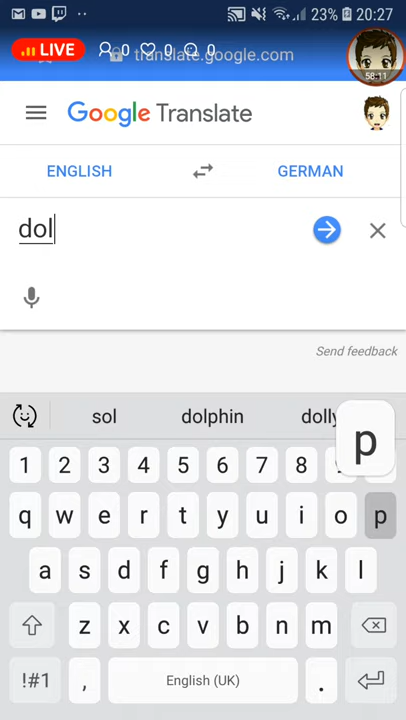 23% 20:27
LIVE 0 0 0
translate.google.com
58:11
Google Translate
ENGLISH GERMAN
dol
Send feedback
sol dolphin dolly
p
1 2 3 4 5 6 7 8
q w e r t y u i o p
a s d f g h j k l
z x c v b n m
!#1 , English (UK) .